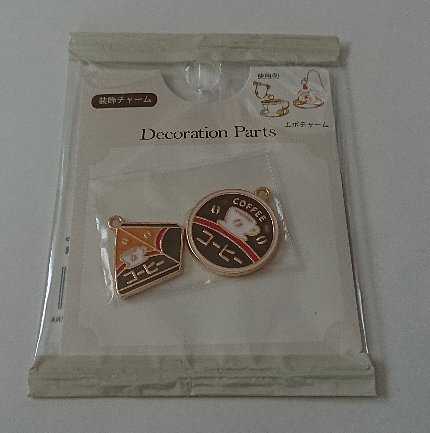 使用例
装飾チャーム
エポチャーム
Decoration Parts
COFFEE
コーヒー
コーヒー